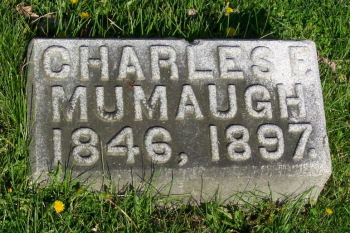 CHARLES F.
MUMAUGH
1846, 1897.